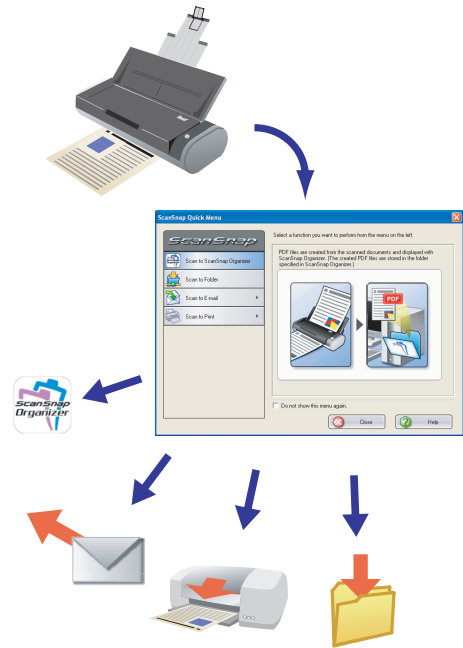 ScanSnap Quick Menu
ScanSnap
Select a function you want to perform from the menu on the left.
Scan to ScanSnap Organizer
Scan to Folder
Scan to E-mail
Scan to Print
PDF files are created from the scanned documents and displayed with
ScanSnap Organizer. (The created PDF files are stored in the folder
specified in ScanSnap Organizer.)
PDF
Do not show this menu again.
Close
Help
ScanSnap
Organizer